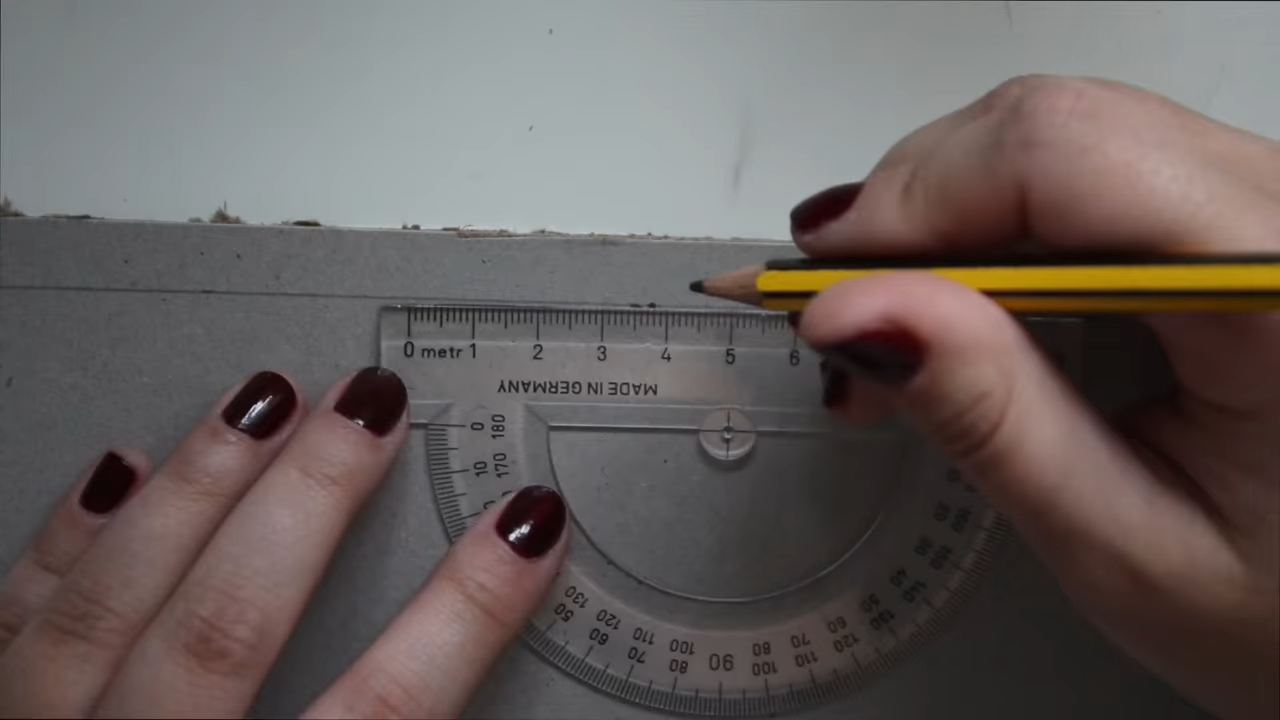 0 metr 1 2 3 4 5 6
MADE IN GERMANY
0 180
10 170
130 120 110 100 90 80 70 60 50 40
50 60 70 80 100 110 120 130 140